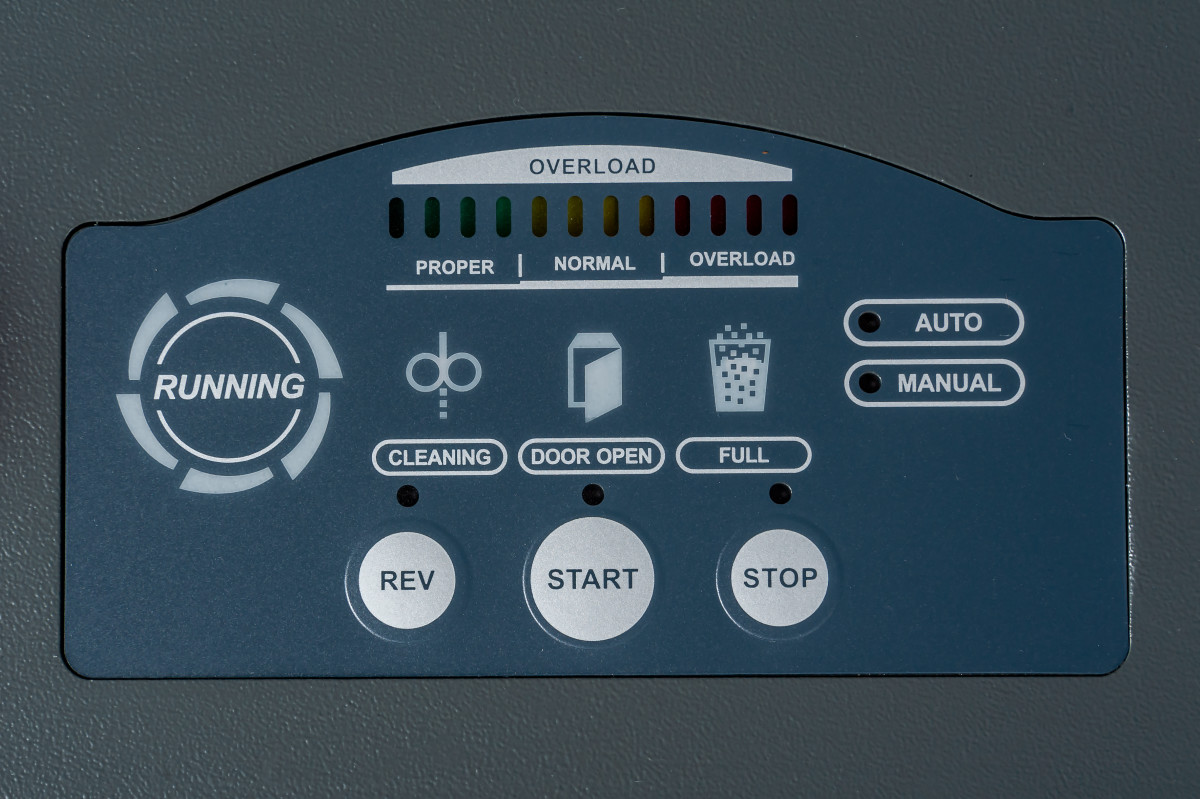 OVERLOAD
PROPER | NORMAL | OVERLOAD
AUTO
RUNNING
MANUAL
CLEANING DOOR OPEN FULL
REV START STOP